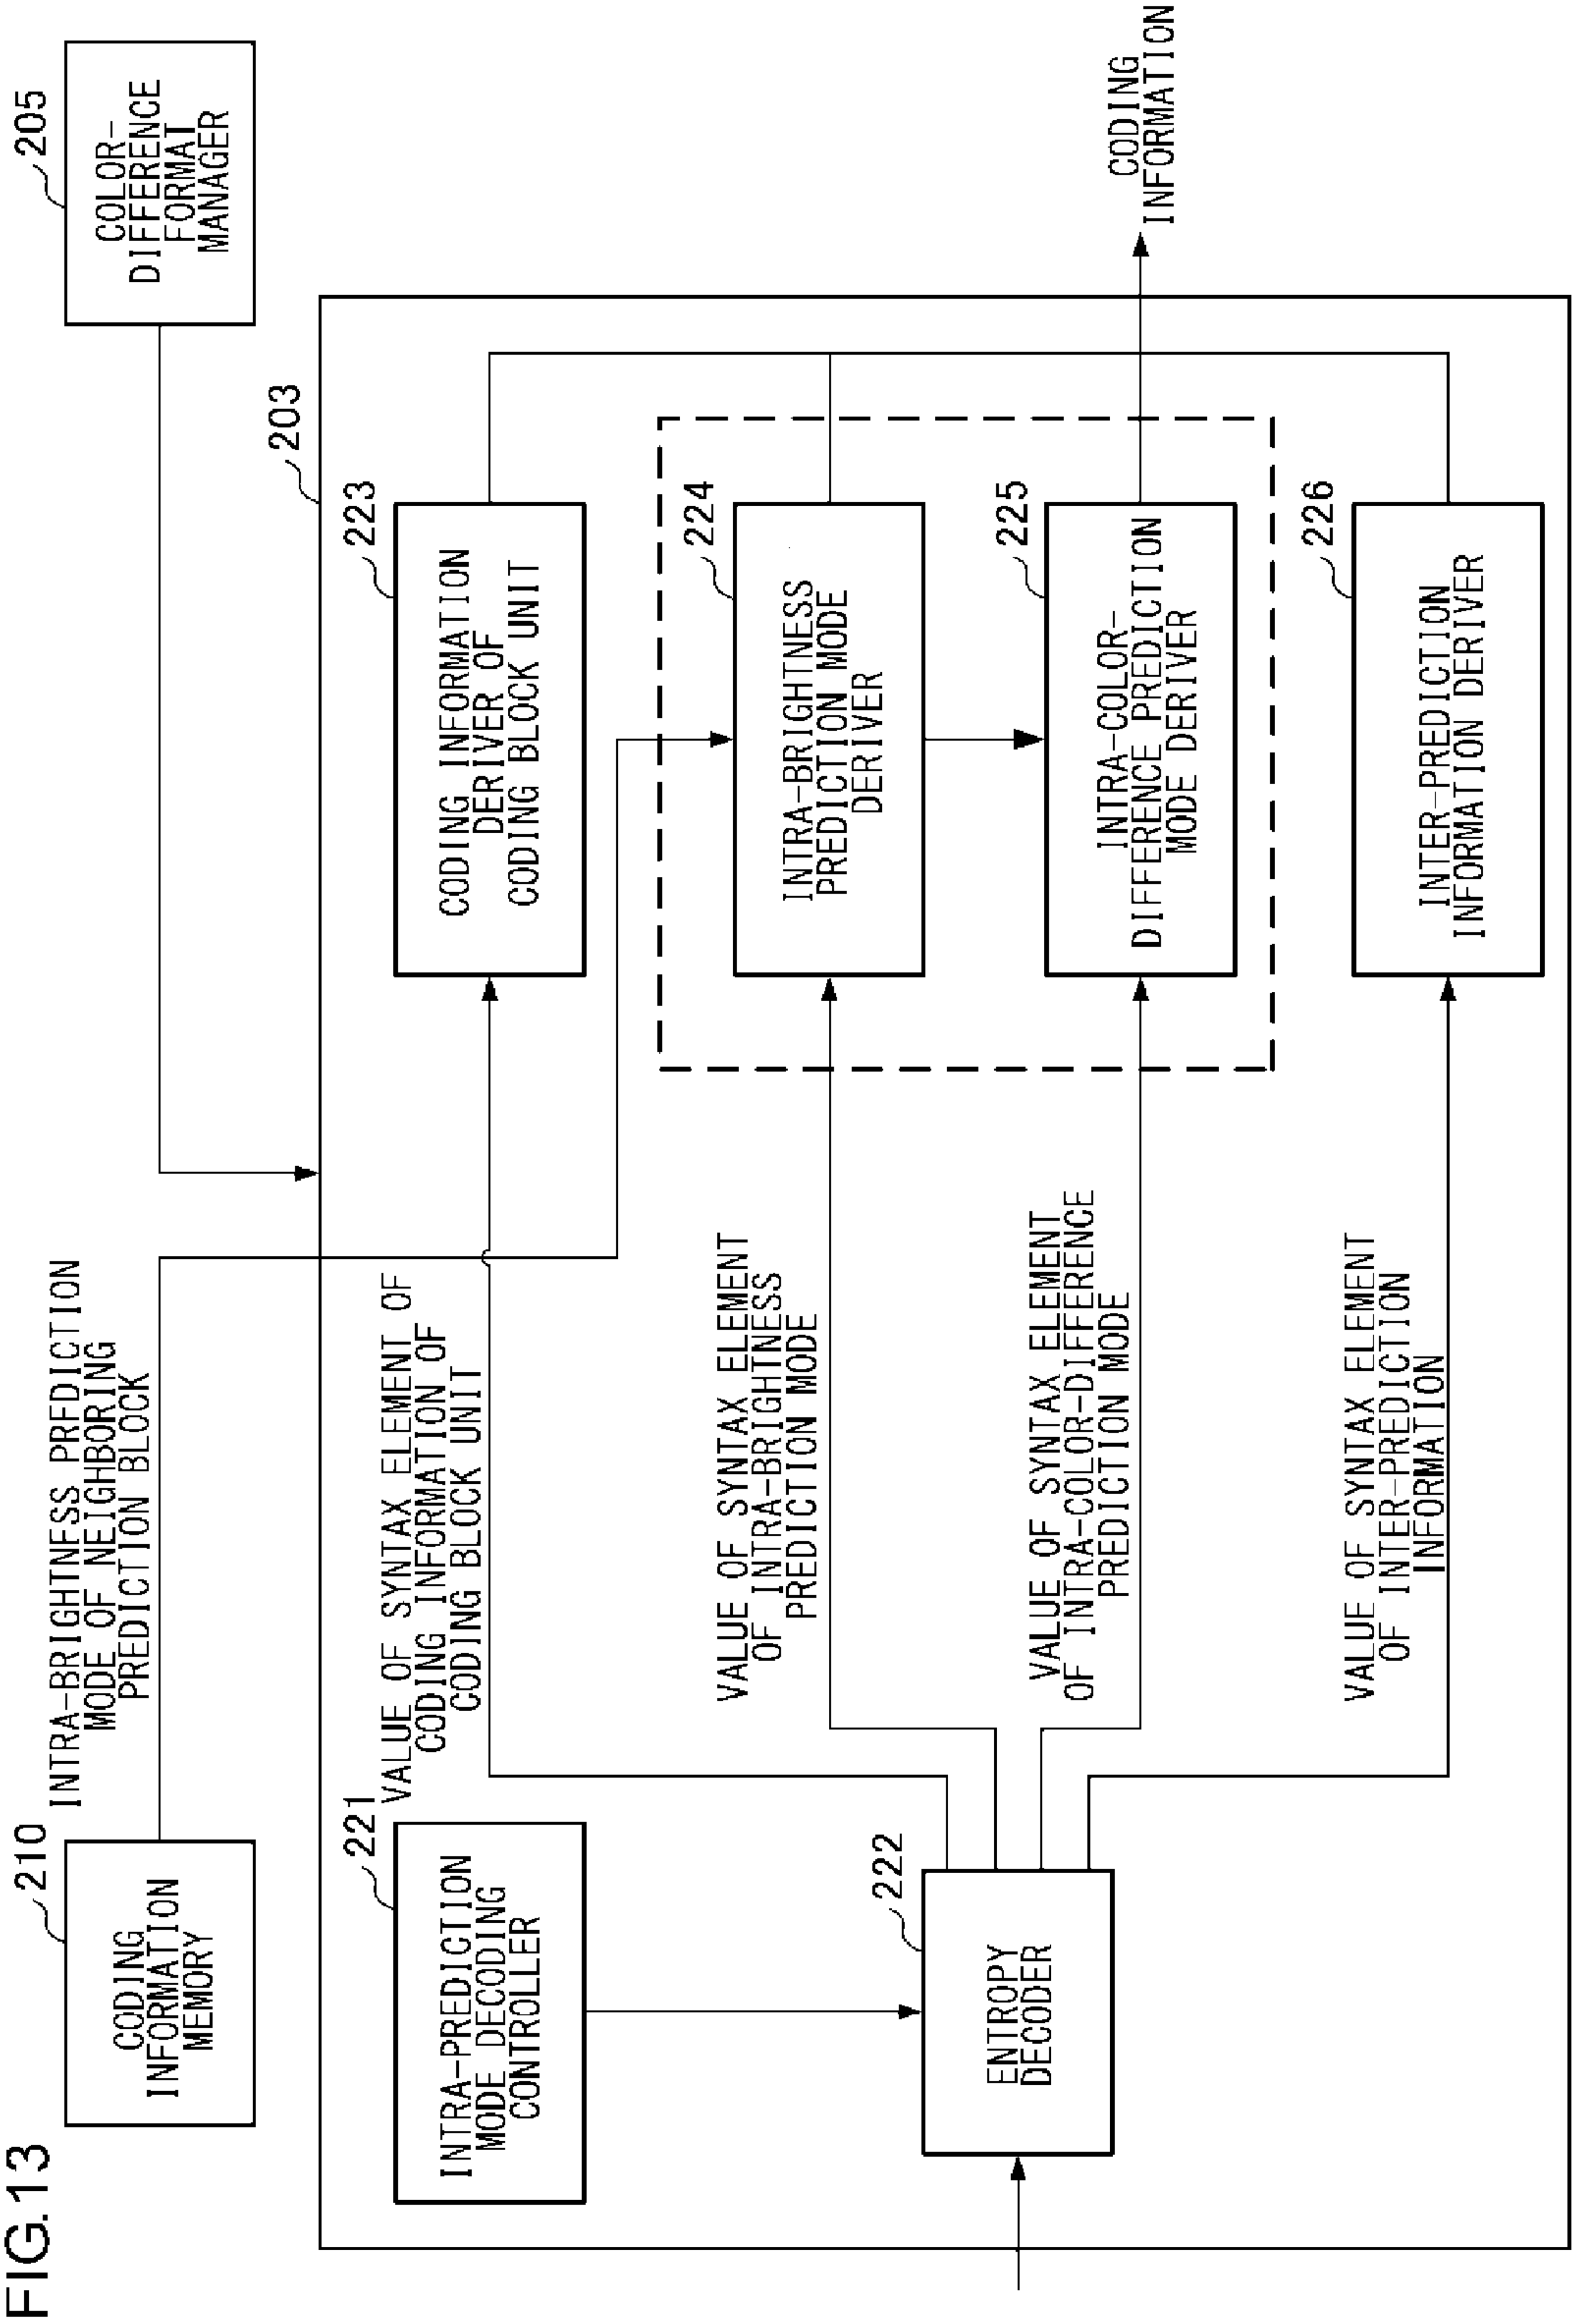 FIG.13
210
CODING
INFORMATION
MEMORY
INTRA-BRIGHTNESS PRFDICTION
MODE OF NEIGHBORING
PREDICTION BLOCK
205
COLOR-
DIFFERENCE
FORMAT
MANAGER
203
221
INTRA-PREDICTION
MODE DECODING
CONTROLLER
VALUE OF SYNTAX ELEMENT OF
CODING INFORMATION OF
CODING BLOCK UNIT
223
CODING INFORMATION
DERIVER OF
CODING BLOCK UNIT
VALUE OF SYNTAX ELEMENT
OF INTRA-BRIGHTNESS
PREDICTION MODE
224
INTRA-BRIGHTNESS
PREDICTION MODE
DERIVER
222
ENTROPY
DECODER
VALUE OF SYNTAX ELEMENT
OF INTRA-COLOR-DIFFERENCE
PREDICTION MODE
225
INTRA-COLOR-
DIFFERENCE PREDICTION
MODE DERIVER
CODING
INFORMATION
VALUE OF SYNTAX ELEMENT
OF INTER-PREDICTION
INFORMATION
226
INTER-PREDICTION
INFORMATION DERIVER